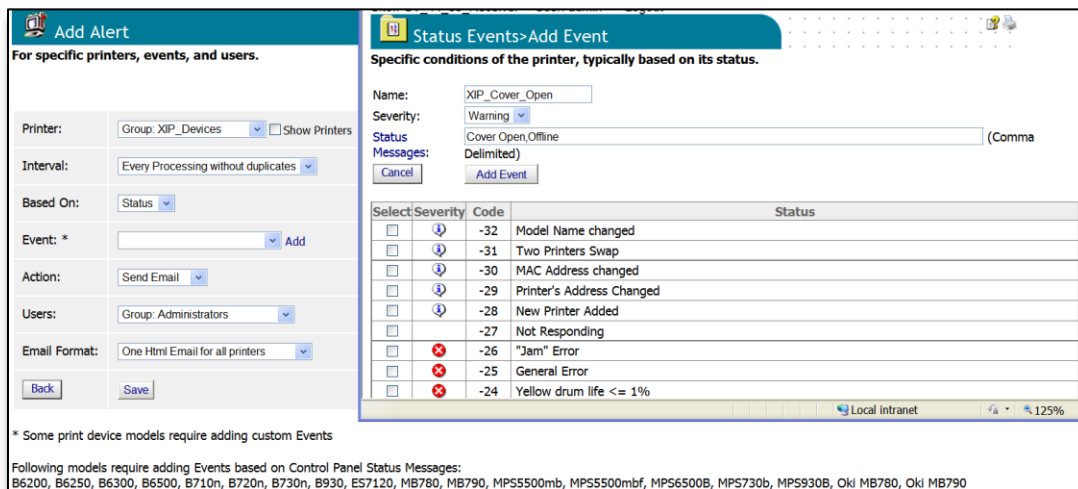 Add Alert
For specific printers, events, and users.
Printer: Group: XIP_Devices Show Printers
Interval: Every Processing without duplicates
Based On: Status
Event: * Add
Action: Send Email
Users: Group: Administrators
Email Format: One Html Email for all printers
Back Save
Status Events>Add Event
Specific conditions of the printer, typically based on its status.
Name: XIP_Cover_Open
Severity: Warning
Status Messages: Cover Open,Offline (Comma Delimited)
Cancel Add Event
Select Severity Code Status
-32 Model Name changed
-31 Two Printers Swap
-30 MAC Address changed
-29 Printer's Address Changed
-28 New Printer Added
-27 Not Responding
-26 "Jam" Error
-25 General Error
-24 Yellow drum life <= 1%
Local intranet 125%
* Some print device models require adding custom Events
Following models require adding Events based on Control Panel Status Messages:
B6200, B6250, B6300, B6500, B710n, B720n, B730n, B930, ES7120, MB780, MB790, MPS5500mb, MPS5500mbf, MPS6500B, MPS730b, MPS930B, Oki MB780, Oki MB790